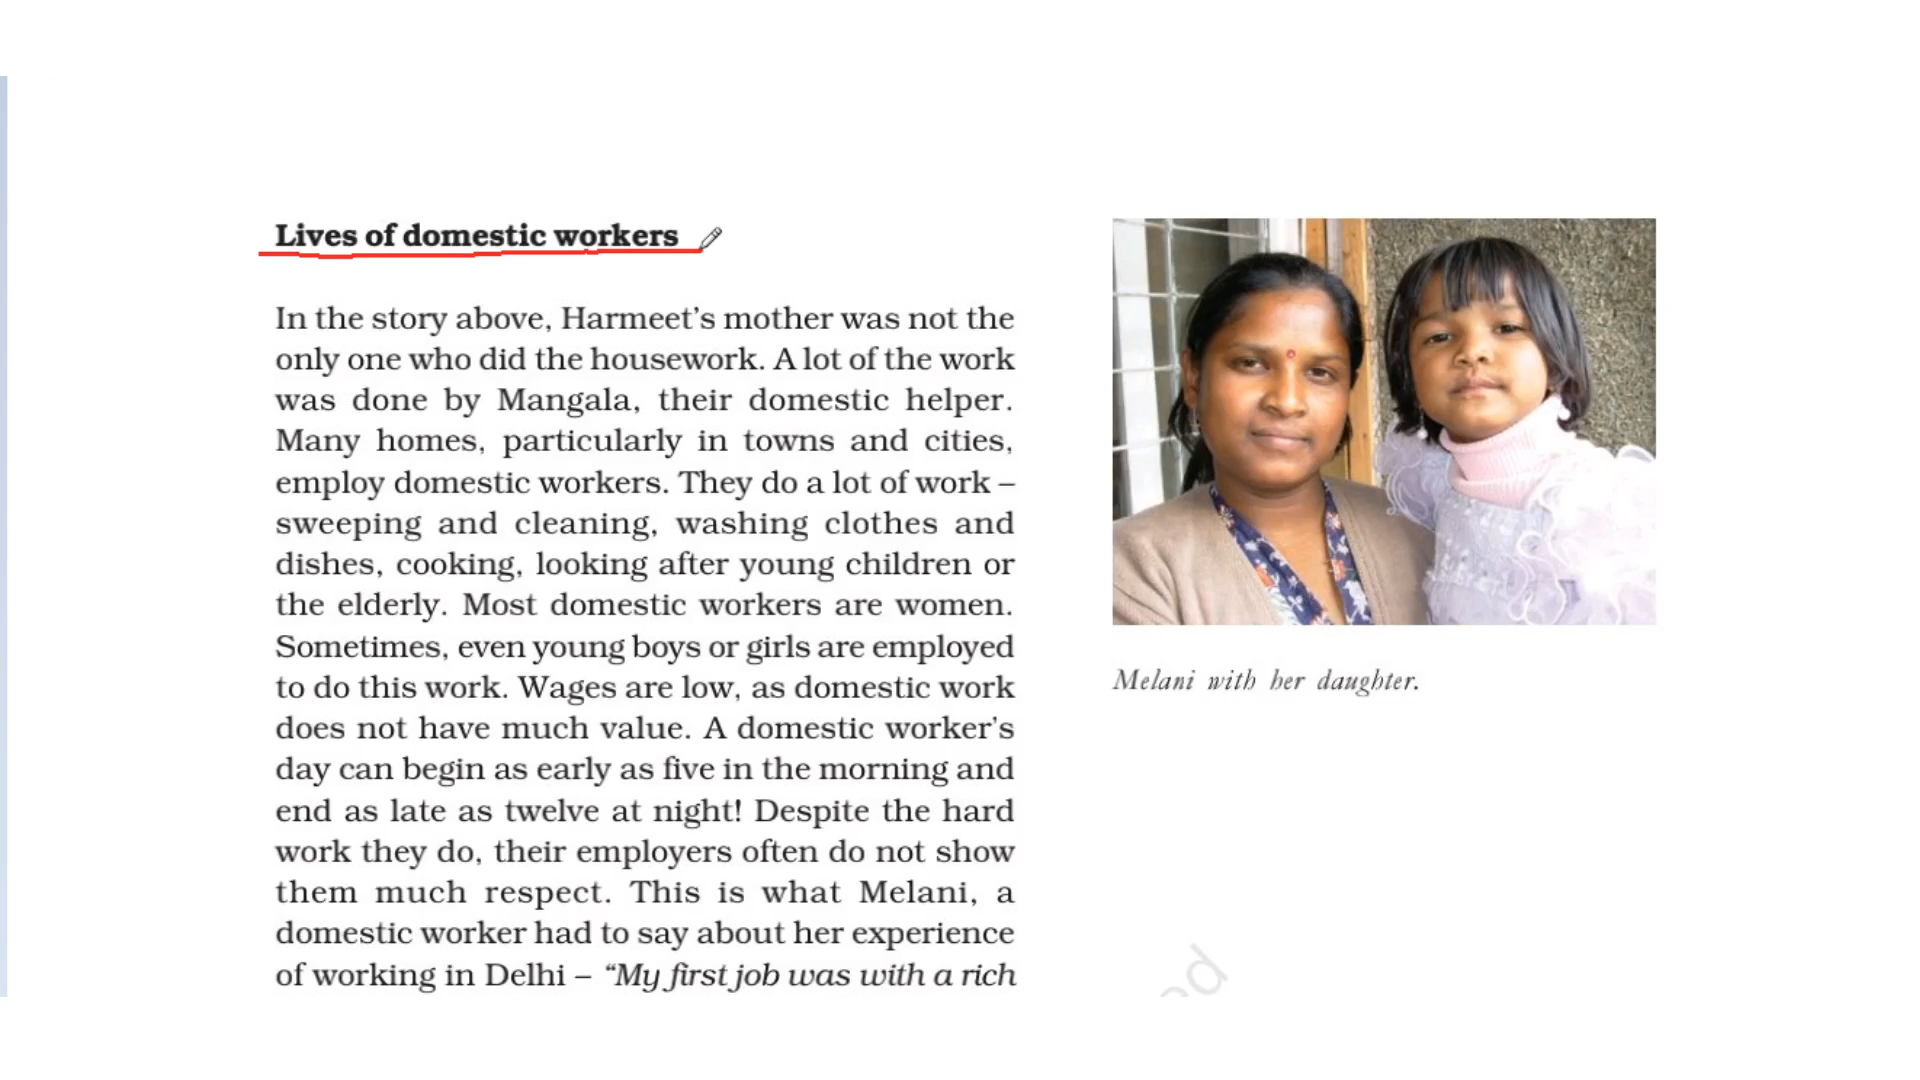 Lives of domestic workers
In the story above, Harmeet's mother was not the
only one who did the housework. A lot of the work
was done by Mangala, their domestic helper.
Many homes, particularly in towns and cities,
employ domestic workers. They do a lot of work –
sweeping and cleaning, washing clothes and
dishes, cooking, looking after young children or
the elderly. Most domestic workers are women.
Sometimes, even young boys or girls are employed
to do this work. Wages are low, as domestic work
does not have much value. A domestic worker's
day can begin as early as five in the morning and
end as late as twelve at night! Despite the hard
work they do, their employers often do not show
them much respect. This is what Melani, a
domestic worker had to say about her experience
of working in Delhi – “My first job was with a rich
Melani with her daughter.